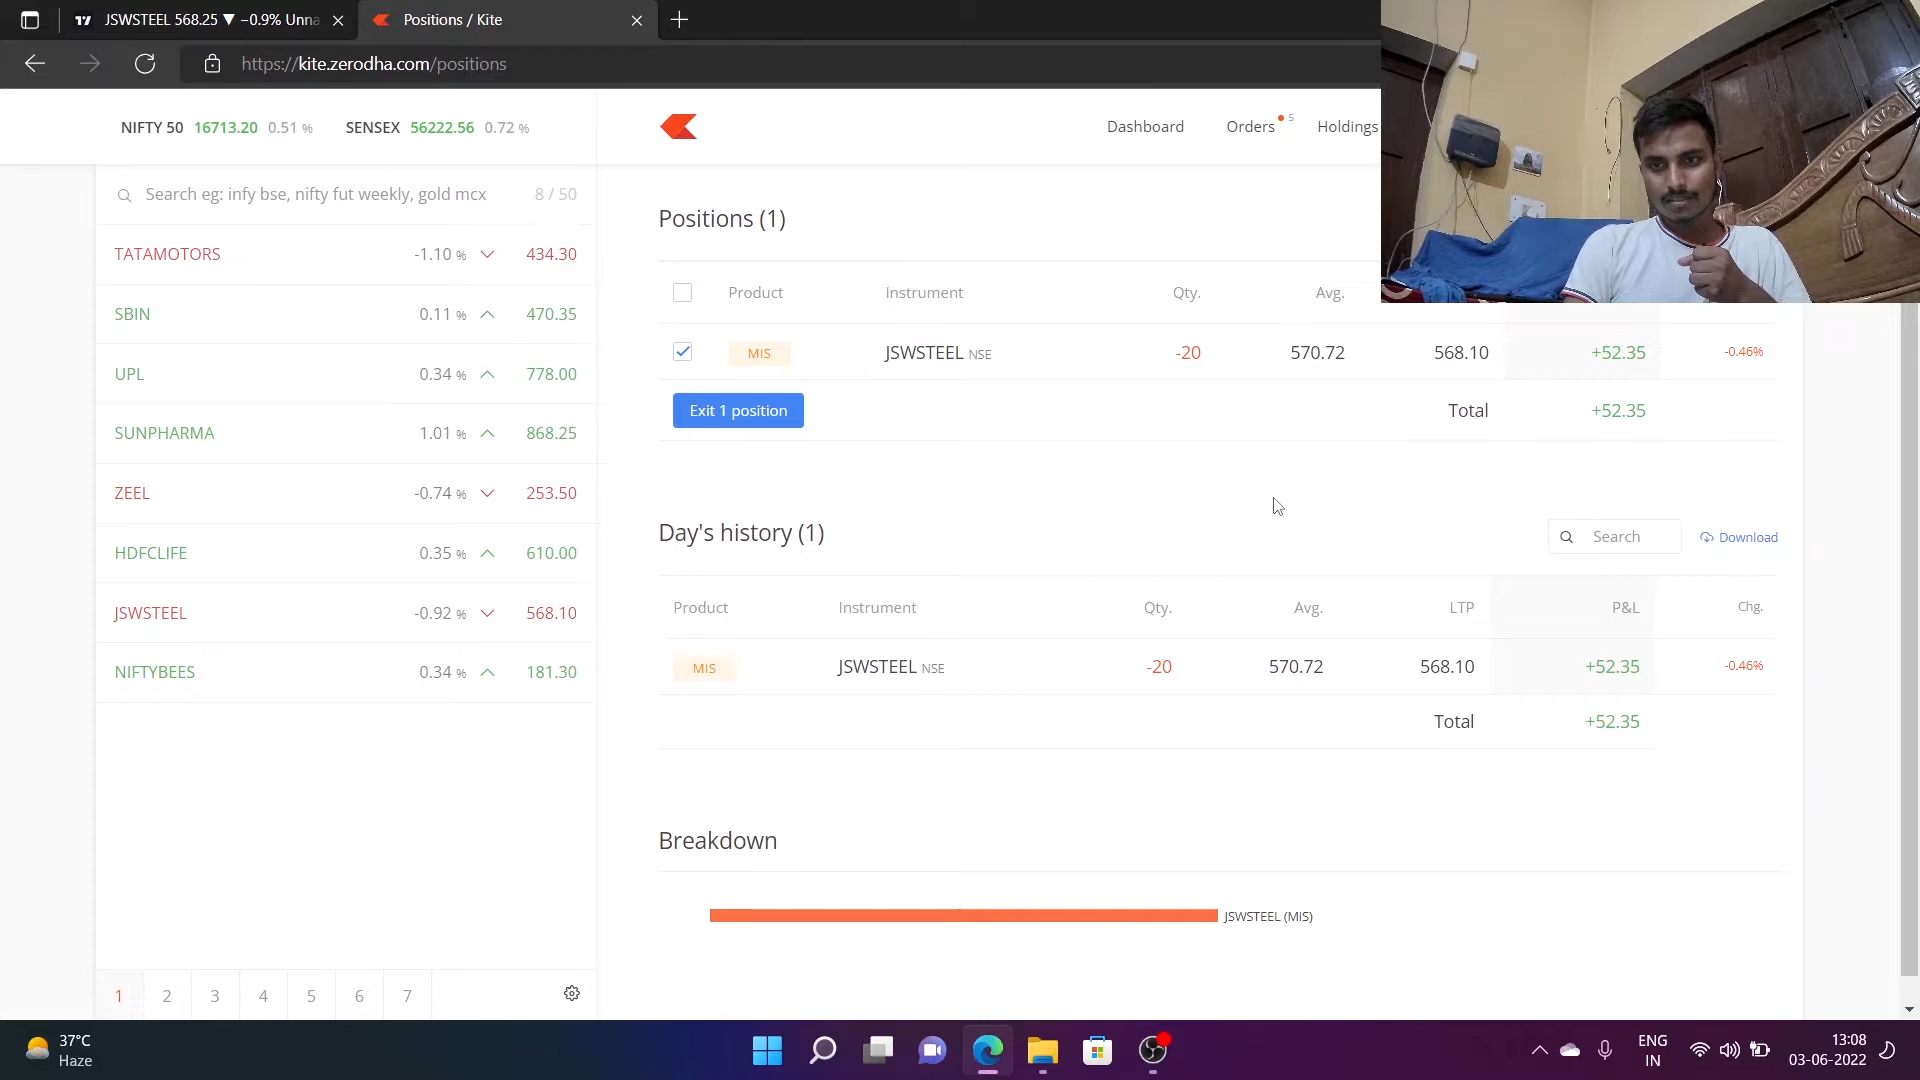 JSWSTEEL 568.25 ▼ −0.9% Unna
Positions / Kite
https://kite.zerodha.com/positions
NIFTY 50 16713.20 0.51 % SENSEX 56222.56 0.72 %
Dashboard Orders 5 Holdings
Search eg: infy bse, nifty fut weekly, gold mcx 8 / 50
TATAMOTORS -1.10 % 434.30
SBIN 0.11 % 470.35
UPL 0.34 % 778.00
SUNPHARMA 1.01 % 868.25
ZEEL -0.74 % 253.50
HDFCLIFE 0.35 % 610.00
JSWSTEEL -0.92 % 568.10
NIFTYBEES 0.34 % 181.30
1 2 3 4 5 6 7
Positions (1)
Product Instrument Qty. Avg.
MIS JSWSTEEL NSE -20 570.72 568.10 +52.35 -0.46%
Exit 1 position Total +52.35
Day's history (1) Search Download
Product Instrument Qty. Avg. LTP P&L Chg.
MIS JSWSTEEL NSE -20 570.72 568.10 +52.35 -0.46%
Total +52.35
Breakdown
JSWSTEEL (MIS)
37°C
Haze
ENG
IN
13:08
03-06-2022